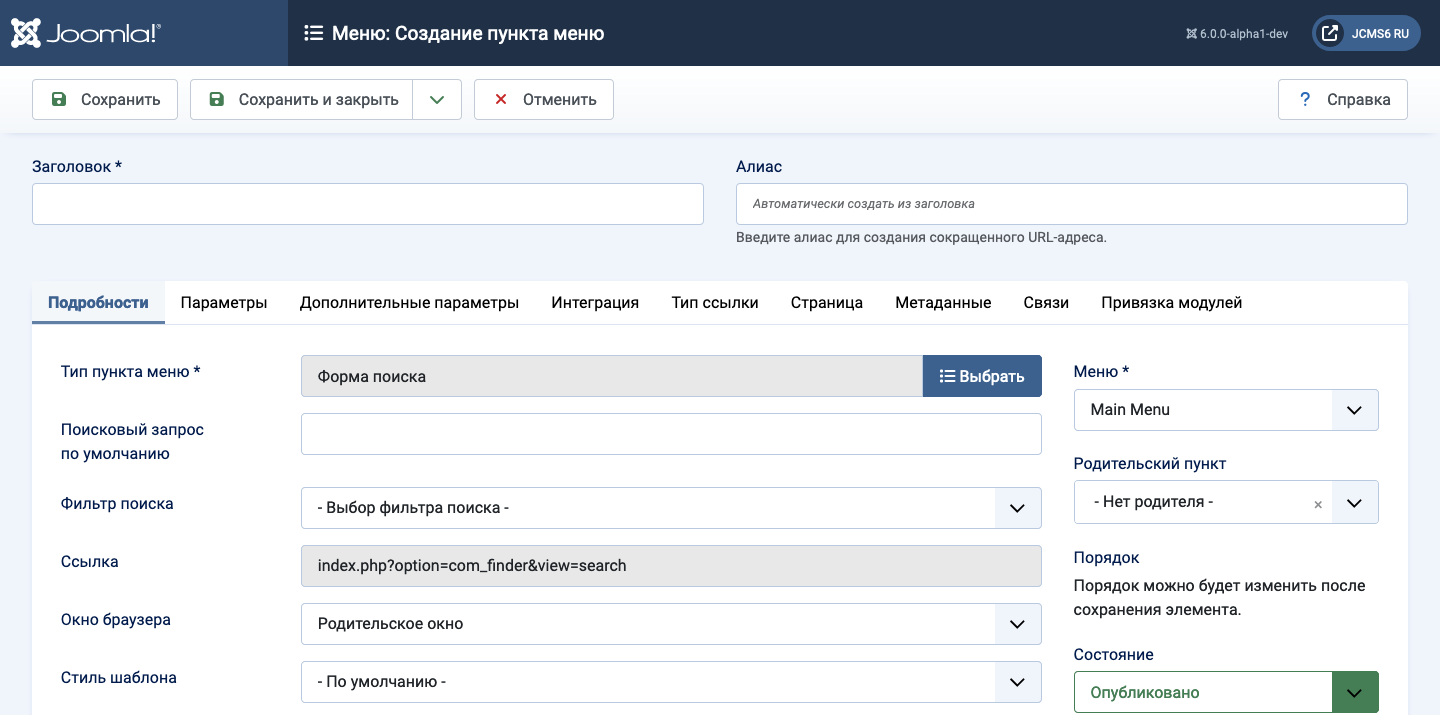 Joomla!®
Меню: Создание пункта меню
6.0.0-alpha1-dev
JCMS6 RU
Сохранить
Сохранить и закрыть
Отменить
? Справка
Заголовок *
Алиас
Автоматически создать из заголовка
Введите алиас для создания сокращенного URL-адреса.
Подробности
Параметры
Дополнительные параметры
Интеграция
Тип ссылки
Страница
Метаданные
Связи
Привязка модулей
Тип пункта меню *
Форма поиска
Выбрать
Поисковый запрос
по умолчанию
Фильтр поиска
- Выбор фильтра поиска -
Ссылка
index.php?option=com_finder&view=search
Окно браузера
Родительское окно
Стиль шаблона
- По умолчанию -
Меню *
Main Menu
Родительский пункт
- Нет родителя - ×
Порядок
Порядок можно будет изменить после
сохранения элемента.
Состояние
Опубликовано